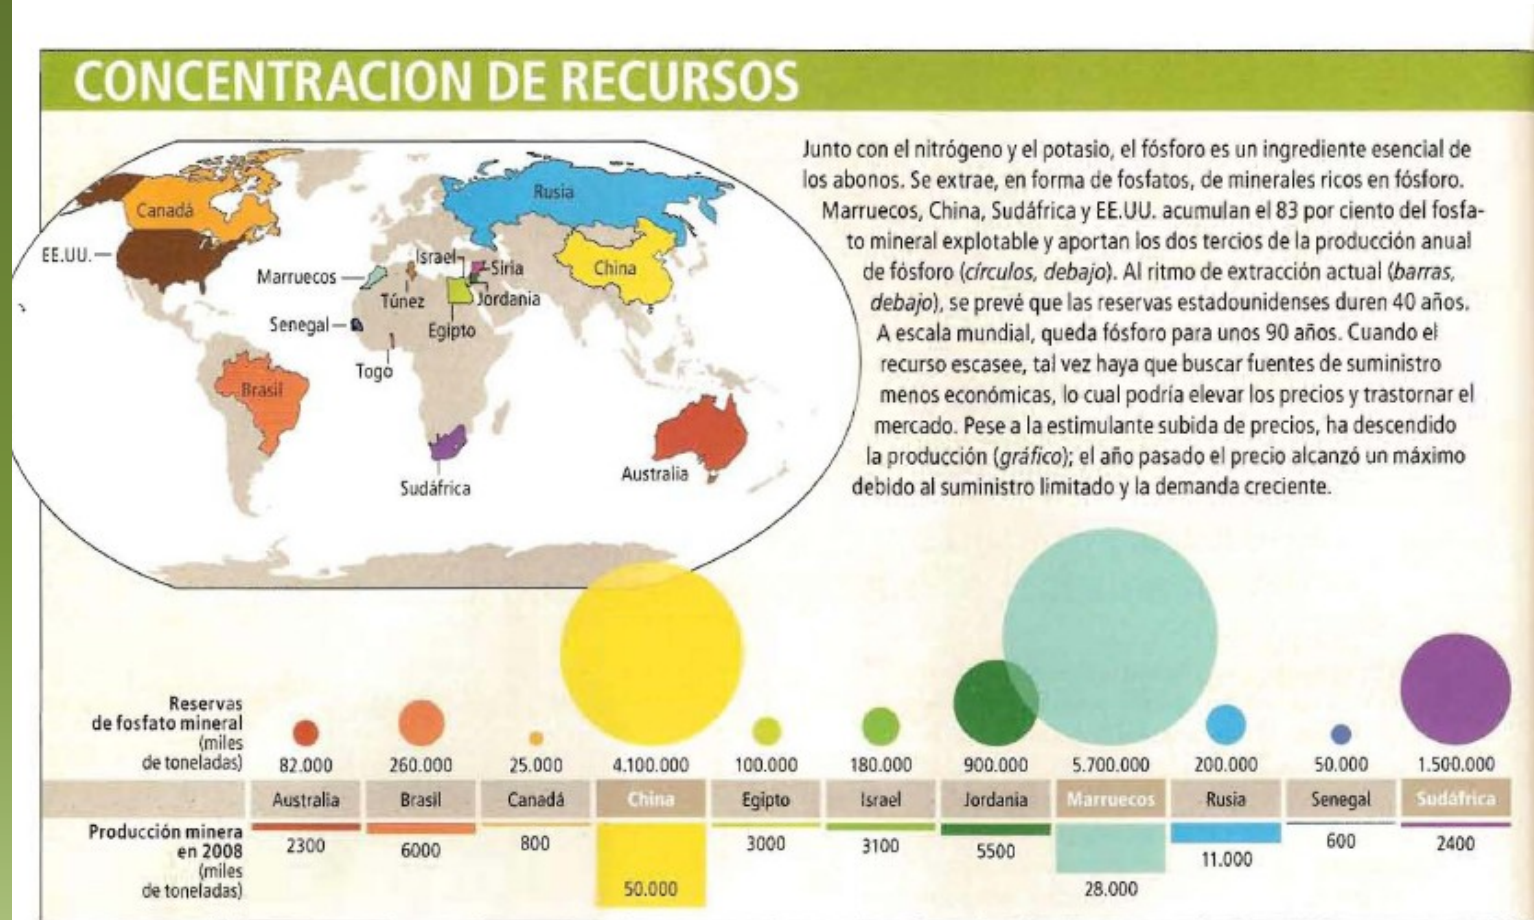 CONCENTRACION DE RECURSOS
Junto con el nitrógeno y el potasio, el fósforo es un ingrediente esencial de
los abonos. Se extrae, en forma de fosfatos, de minerales ricos en fósforo.
Marruecos, China, Sudáfrica y EE.UU. acumulan el 83 por ciento del fosfa-
to mineral explotable y aportan los dos tercios de la producción anual
de fósforo (círculos, debajo). Al ritmo de extracción actual (barras,
debajo), se prevé que las reservas estadounidenses duren 40 años.
A escala mundial, queda fósforo para unos 90 años. Cuando el
recurso escasee, tal vez haya que buscar fuentes de suministro
menos económicas, lo cual podría elevar los precios y trastornar el
mercado. Pese a la estimulante subida de precios, ha descendido
la producción (gráfico); el año pasado el precio alcanzó un máximo
debido al suministro limitado y la demanda creciente.
Canadá
Rusia
EE.UU.
Israel
Siria
China
Marruecos
Túnez
Jordania
Senegal
Egipto
Togo
Brasil
Australia
Sudáfrica
Reservas
de fosfato mineral
(miles
de toneladas)
82.000 260.000 25.000 4.100.000 100.000 180.000 900.000 5.700.000 200.000 50.000 1.500.000
Australia Brasil Canadá China Egipto Israel Jordania Marruecos Rusia Senegal Sudáfrica
Producción minera
en 2008
(miles
de toneladas)
2300 6000 800 50.000 3000 3100 5500 28.000 11.000 600 2400